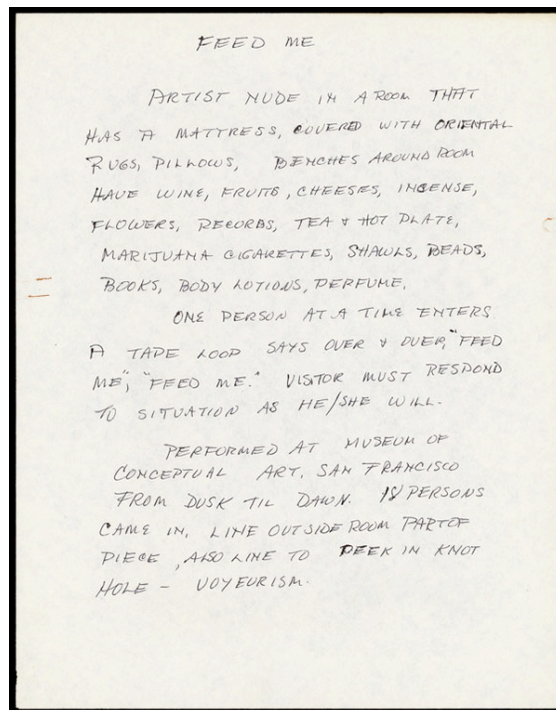 FEED ME
ARTIST NUDE IN A ROOM THAT
HAS A MATTRESS, COVERED WITH ORIENTAL
RUGS, PILLOWS, BENCHES AROUND ROOM
HAVE WINE, FRUITS, CHEESES, INCENSE,
FLOWERS, RECORDS, TEA & HOT PLATE,
MARIJUANA CIGARETTES, SHAWLS, BEADS,
BOOKS, BODY LOTIONS, PERFUME.
ONE PERSON AT A TIME ENTERS
A TAPE LOOP SAYS OVER & OVER, "FEED
ME", "FEED ME." VISITOR MUST RESPOND
TO SITUATION AS HE/SHE WILL.
PERFORMED AT MUSEUM OF
CONCEPTUAL ART, SAN FRANCISCO
FROM DUSK TIL DAWN. 18 PERSONS
CAME IN, LINE OUTSIDE ROOM PART OF
PIECE, ALSO LINE TO PEEK IN KNOT
HOLE - VOYEURISM.